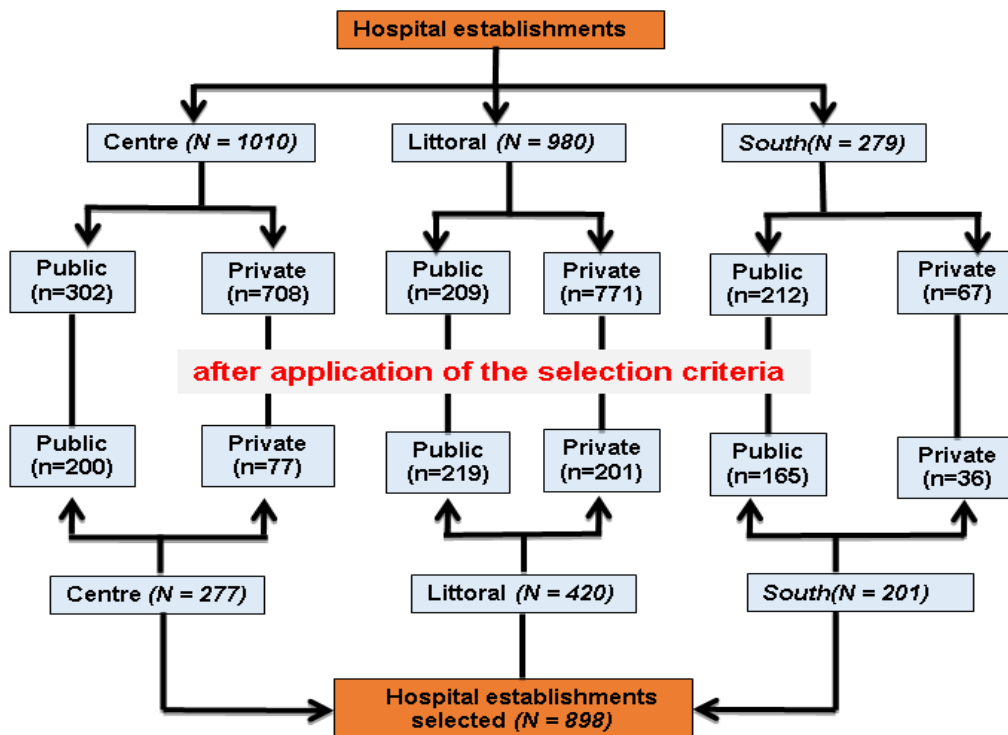 Hospital establishments
Centre (N = 1010)
Littoral (N = 980)
South(N = 279)
Public
(n=302)
Private
(n=708)
Public
(n=209)
Private
(n=771)
Public
(n=212)
Private
(n=67)
after application of the selection criteria
Public
(n=200)
Private
(n=77)
Public
(n=219)
Private
(n=201)
Public
(n=165)
Private
(n=36)
Centre (N = 277)
Littoral (N = 420)
South(N = 201)
Hospital establishments
selected (N = 898)